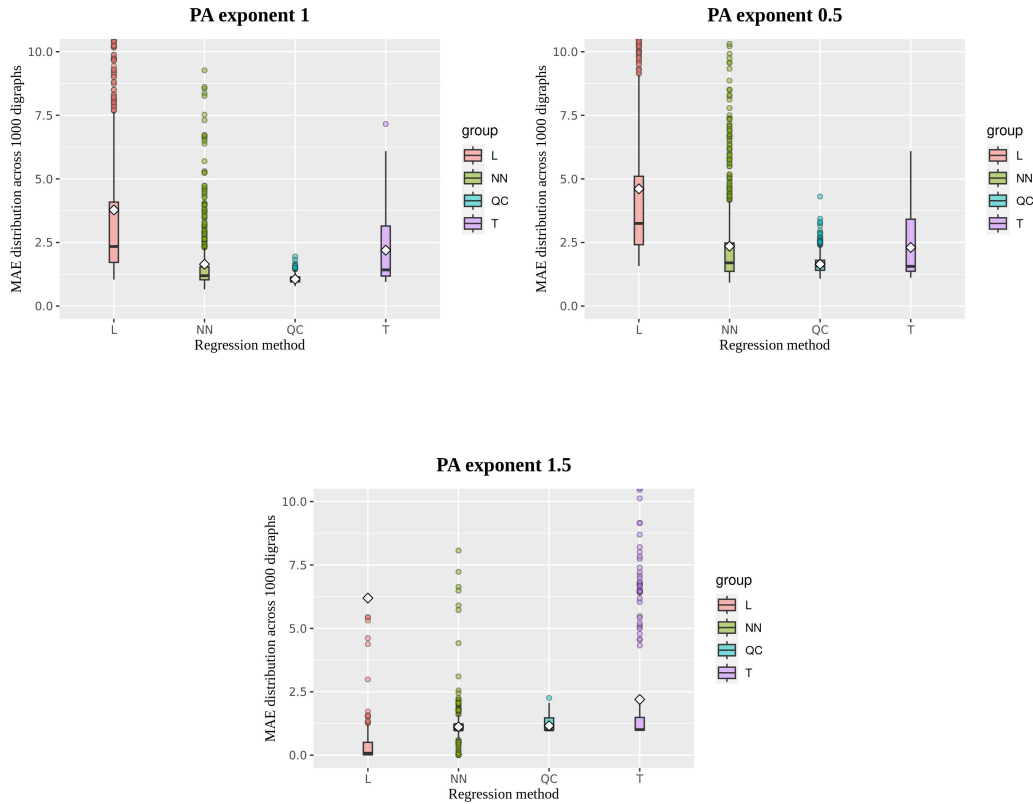 PA exponent 1
MAE distribution across 1000 digraphs
10.0
7.5
5.0
2.5
0.0
L NN QC T
Regression method
group
L
NN
QC
T
PA exponent 0.5
MAE distribution across 1000 digraphs
10.0
7.5
5.0
2.5
0.0
L NN QC T
Regression method
group
L
NN
QC
T
PA exponent 1.5
MAE distribution across 1000 digraphs
10.0
7.5
5.0
2.5
0.0
L NN QC T
Regression method
group
L
NN
QC
T